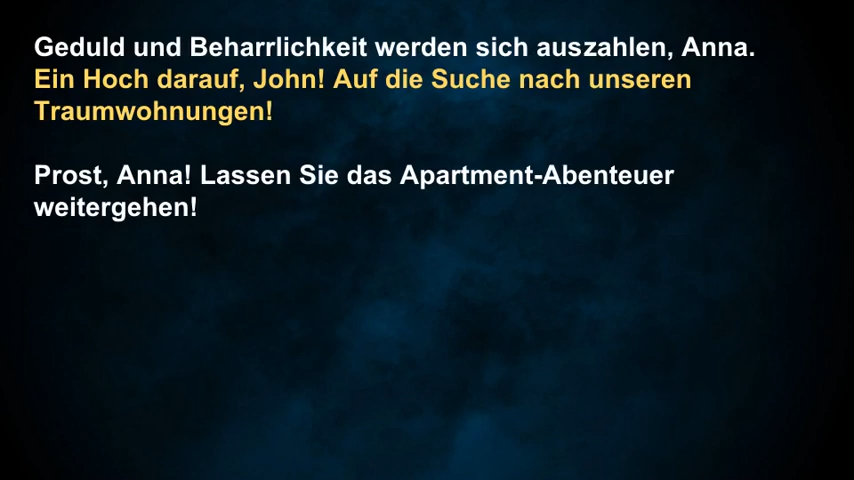 Geduld und Beharrlichkeit werden sich auszahlen, Anna.
Ein Hoch darauf, John! Auf die Suche nach unseren
Traumwohnungen!
Prost, Anna! Lassen Sie das Apartment-Abenteuer
weitergehen!